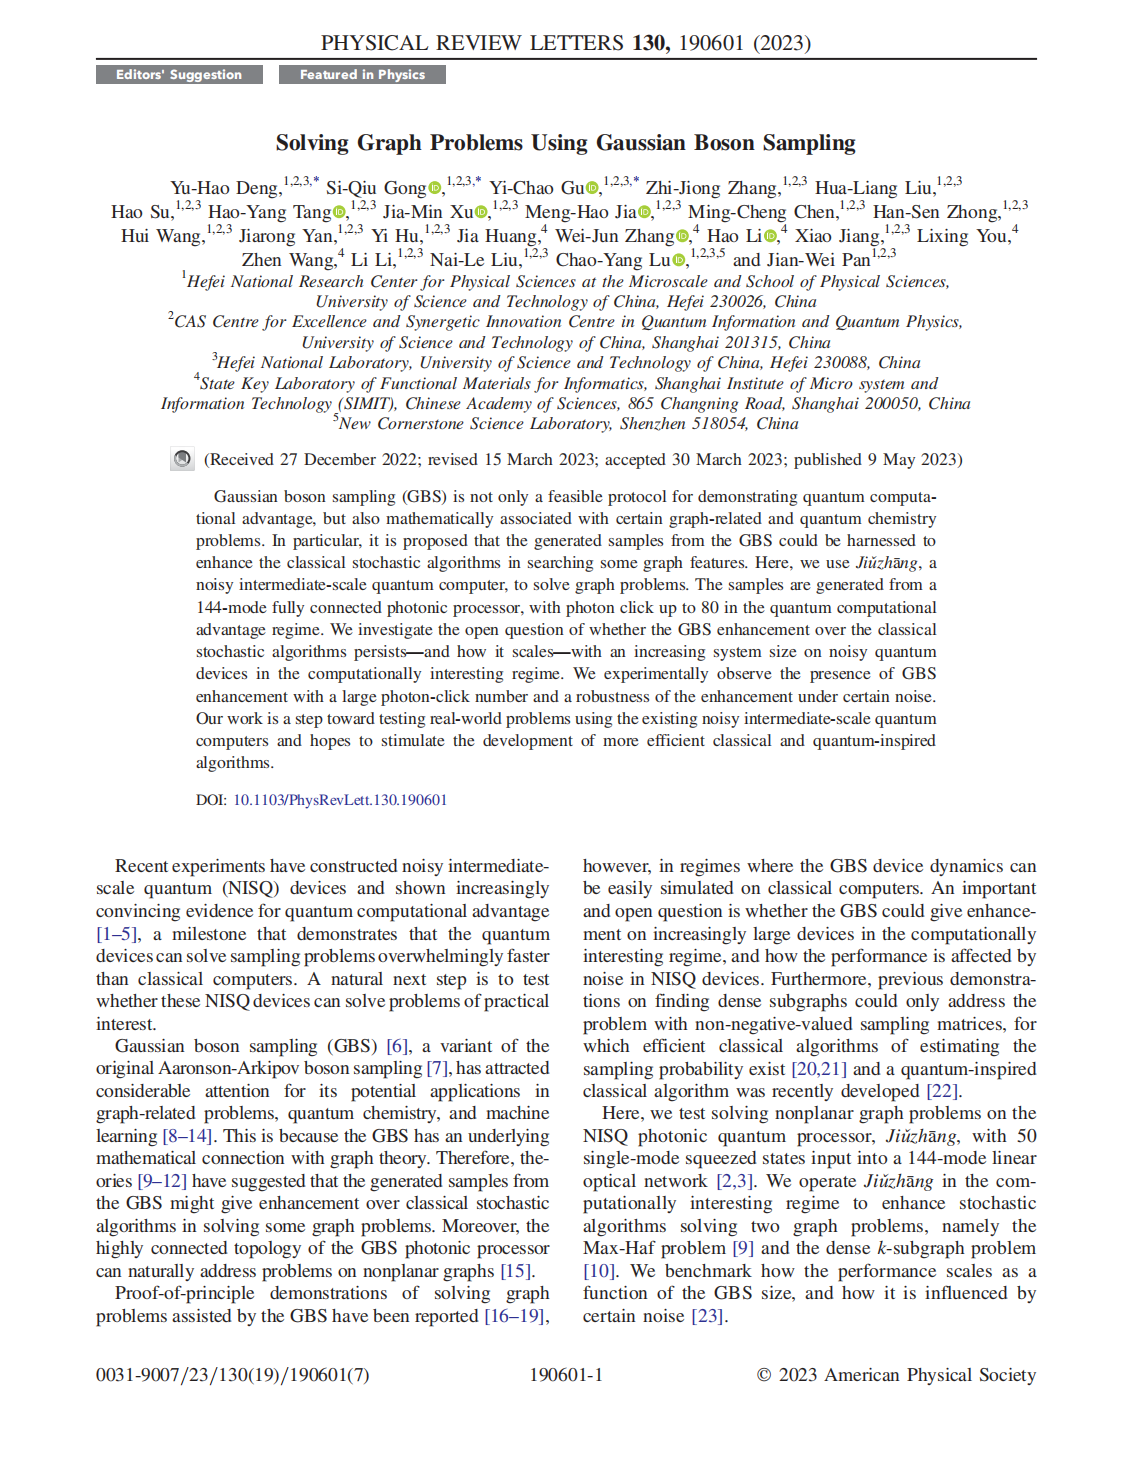 PHYSICAL REVIEW LETTERS 130, 190601 (2023)
Editors' Suggestion
Featured in Physics
Solving Graph Problems Using Gaussian Boson Sampling
Yu-Hao Deng,1,2,3,* Si-Qiu Gong,1,2,3,* Yi-Chao Gu,1,2,3,* Zhi-Jiong Zhang,1,2,3 Hua-Liang Liu,1,2,3
Hao Su,1,2,3 Hao-Yang Tang,1,2,3 Jia-Min Xu,1,2,3 Meng-Hao Jia,1,2,3 Ming-Cheng Chen,1,2,3 Han-Sen Zhong,1,2,3
Hui Wang,1,2,3 Jiarong Yan,1,2,3 Yi Hu,1,2,3 Jia Huang,4 Wei-Jun Zhang,4 Hao Li,4 Xiao Jiang,1,2,3 Lixing You,4
Zhen Wang,4 Li Li,1,2,3 Nai-Le Liu,1,2,3 Chao-Yang Lu,1,2,3,5 and Jian-Wei Pan1,2,3
1Hefei National Research Center for Physical Sciences at the Microscale and School of Physical Sciences,
University of Science and Technology of China, Hefei 230026, China
2CAS Centre for Excellence and Synergetic Innovation Centre in Quantum Information and Quantum Physics,
University of Science and Technology of China, Shanghai 201315, China
3Hefei National Laboratory, University of Science and Technology of China, Hefei 230088, China
4State Key Laboratory of Functional Materials for Informatics, Shanghai Institute of Micro system and
Information Technology (SIMIT), Chinese Academy of Sciences, 865 Changning Road, Shanghai 200050, China
5New Cornerstone Science Laboratory, Shenzhen 518054, China
(Received 27 December 2022; revised 15 March 2023; accepted 30 March 2023; published 9 May 2023)
Gaussian boson sampling (GBS) is not only a feasible protocol for demonstrating quantum computa-
tional advantage, but also mathematically associated with certain graph-related and quantum chemistry
problems. In particular, it is proposed that the generated samples from the GBS could be harnessed to
enhance the classical stochastic algorithms in searching some graph features. Here, we use Jiǔzhāng, a
noisy intermediate-scale quantum computer, to solve graph problems. The samples are generated from a
144-mode fully connected photonic processor, with photon click up to 80 in the quantum computational
advantage regime. We investigate the open question of whether the GBS enhancement over the classical
stochastic algorithms persists—and how it scales—with an increasing system size on noisy quantum
devices in the computationally interesting regime. We experimentally observe the presence of GBS
enhancement with a large photon-click number and a robustness of the enhancement under certain noise.
Our work is a step toward testing real-world problems using the existing noisy intermediate-scale quantum
computers and hopes to stimulate the development of more efficient classical and quantum-inspired
algorithms.
DOI: 10.1103/PhysRevLett.130.190601
Recent experiments have constructed noisy intermediate-
scale quantum (NISQ) devices and shown increasingly
convincing evidence for quantum computational advantage
[1–5], a milestone that demonstrates that the quantum
devices can solve sampling problems overwhelmingly faster
than classical computers. A natural next step is to test
whether these NISQ devices can solve problems of practical
interest.
Gaussian boson sampling (GBS) [6], a variant of the
original Aaronson-Arkipov boson sampling [7], has attracted
considerable attention for its potential applications in
graph-related problems, quantum chemistry, and machine
learning [8–14]. This is because the GBS has an underlying
mathematical connection with graph theory. Therefore, the-
ories [9–12] have suggested that the generated samples from
the GBS might give enhancement over classical stochastic
algorithms in solving some graph problems. Moreover, the
highly connected topology of the GBS photonic processor
can naturally address problems on nonplanar graphs [15].
Proof-of-principle demonstrations of solving graph
problems assisted by the GBS have been reported [16–19],
however, in regimes where the GBS device dynamics can
be easily simulated on classical computers. An important
and open question is whether the GBS could give enhance-
ment on increasingly large devices in the computationally
interesting regime, and how the performance is affected by
noise in NISQ devices. Furthermore, previous demonstra-
tions on finding dense subgraphs could only address the
problem with non-negative-valued sampling matrices, for
which efficient classical algorithms of estimating the
sampling probability exist [20,21] and a quantum-inspired
classical algorithm was recently developed [22].
Here, we test solving nonplanar graph problems on the
NISQ photonic quantum processor, Jiǔzhāng, with 50
single-mode squeezed states input into a 144-mode linear
optical network [2,3]. We operate Jiǔzhāng in the com-
putationally interesting regime to enhance stochastic
algorithms solving two graph problems, namely the
Max-Haf problem [9] and the dense k-subgraph problem
[10]. We benchmark how the performance scales as a
function of the GBS size, and how it is influenced by
certain noise [23].
0031-9007/23/130(19)/190601(7)
190601-1
© 2023 American Physical Society